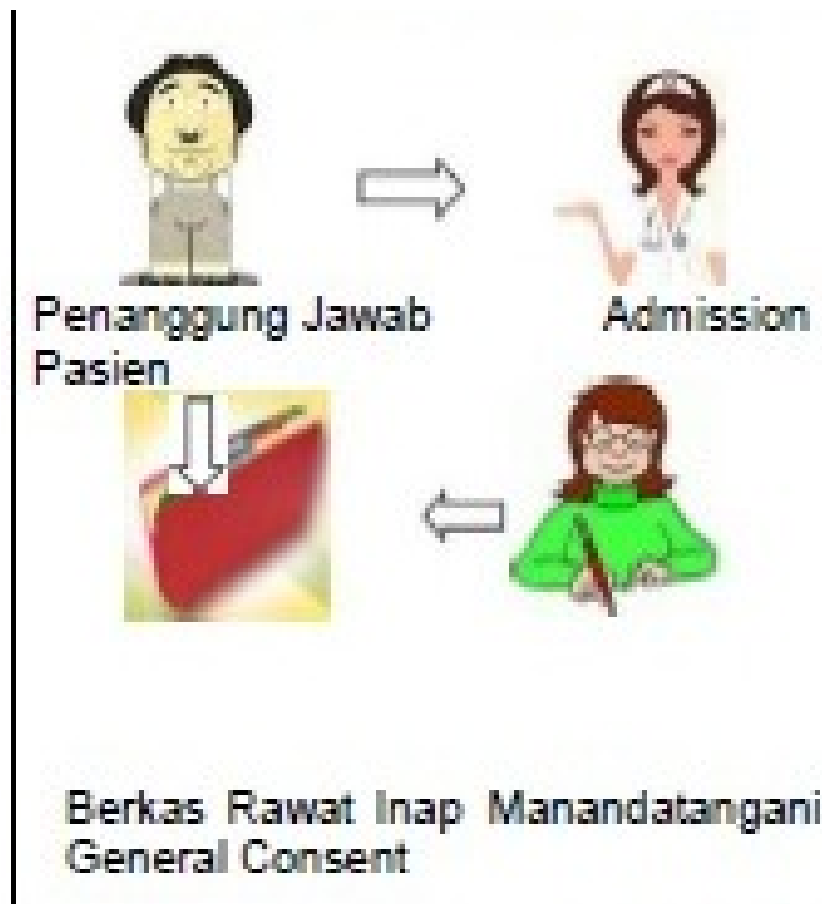 Penanggung Jawab
Pasien
Admission
Berkas Rawat Inap Manandatangani
General Consent